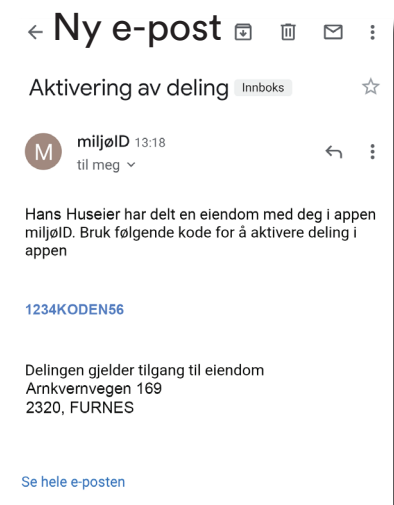 Ny e-post
Aktivering av deling Innboks
M
miljøID 13:18
til meg
Hans Huseier har delt en eiendom med deg i appen
miljøID. Bruk følgende kode for å aktivere deling i
appen
1234KODEN56
Delingen gjelder tilgang til eiendom
Arnkvernvegen 169
2320, FURNES
Se hele e-posten